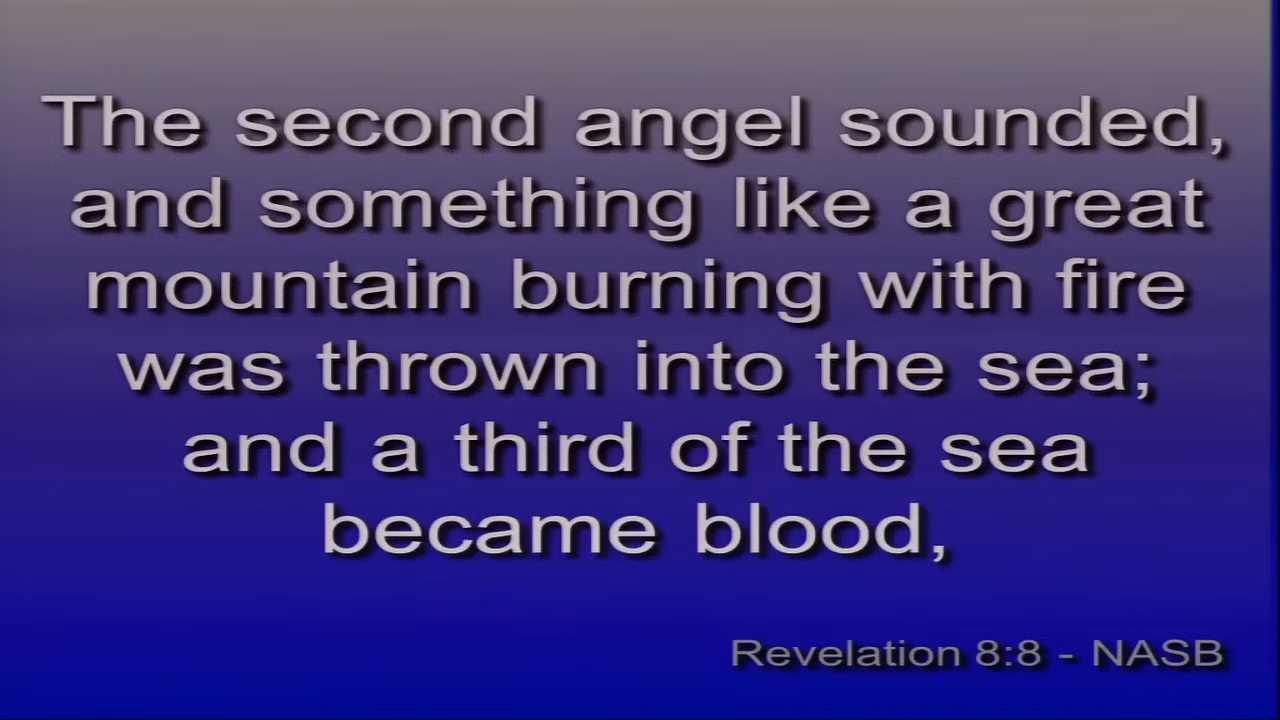 The second angel sounded,
and something like a great
mountain burning with fire
was thrown into the sea;
and a third of the sea
became blood,
Revelation 8:8 - NASB